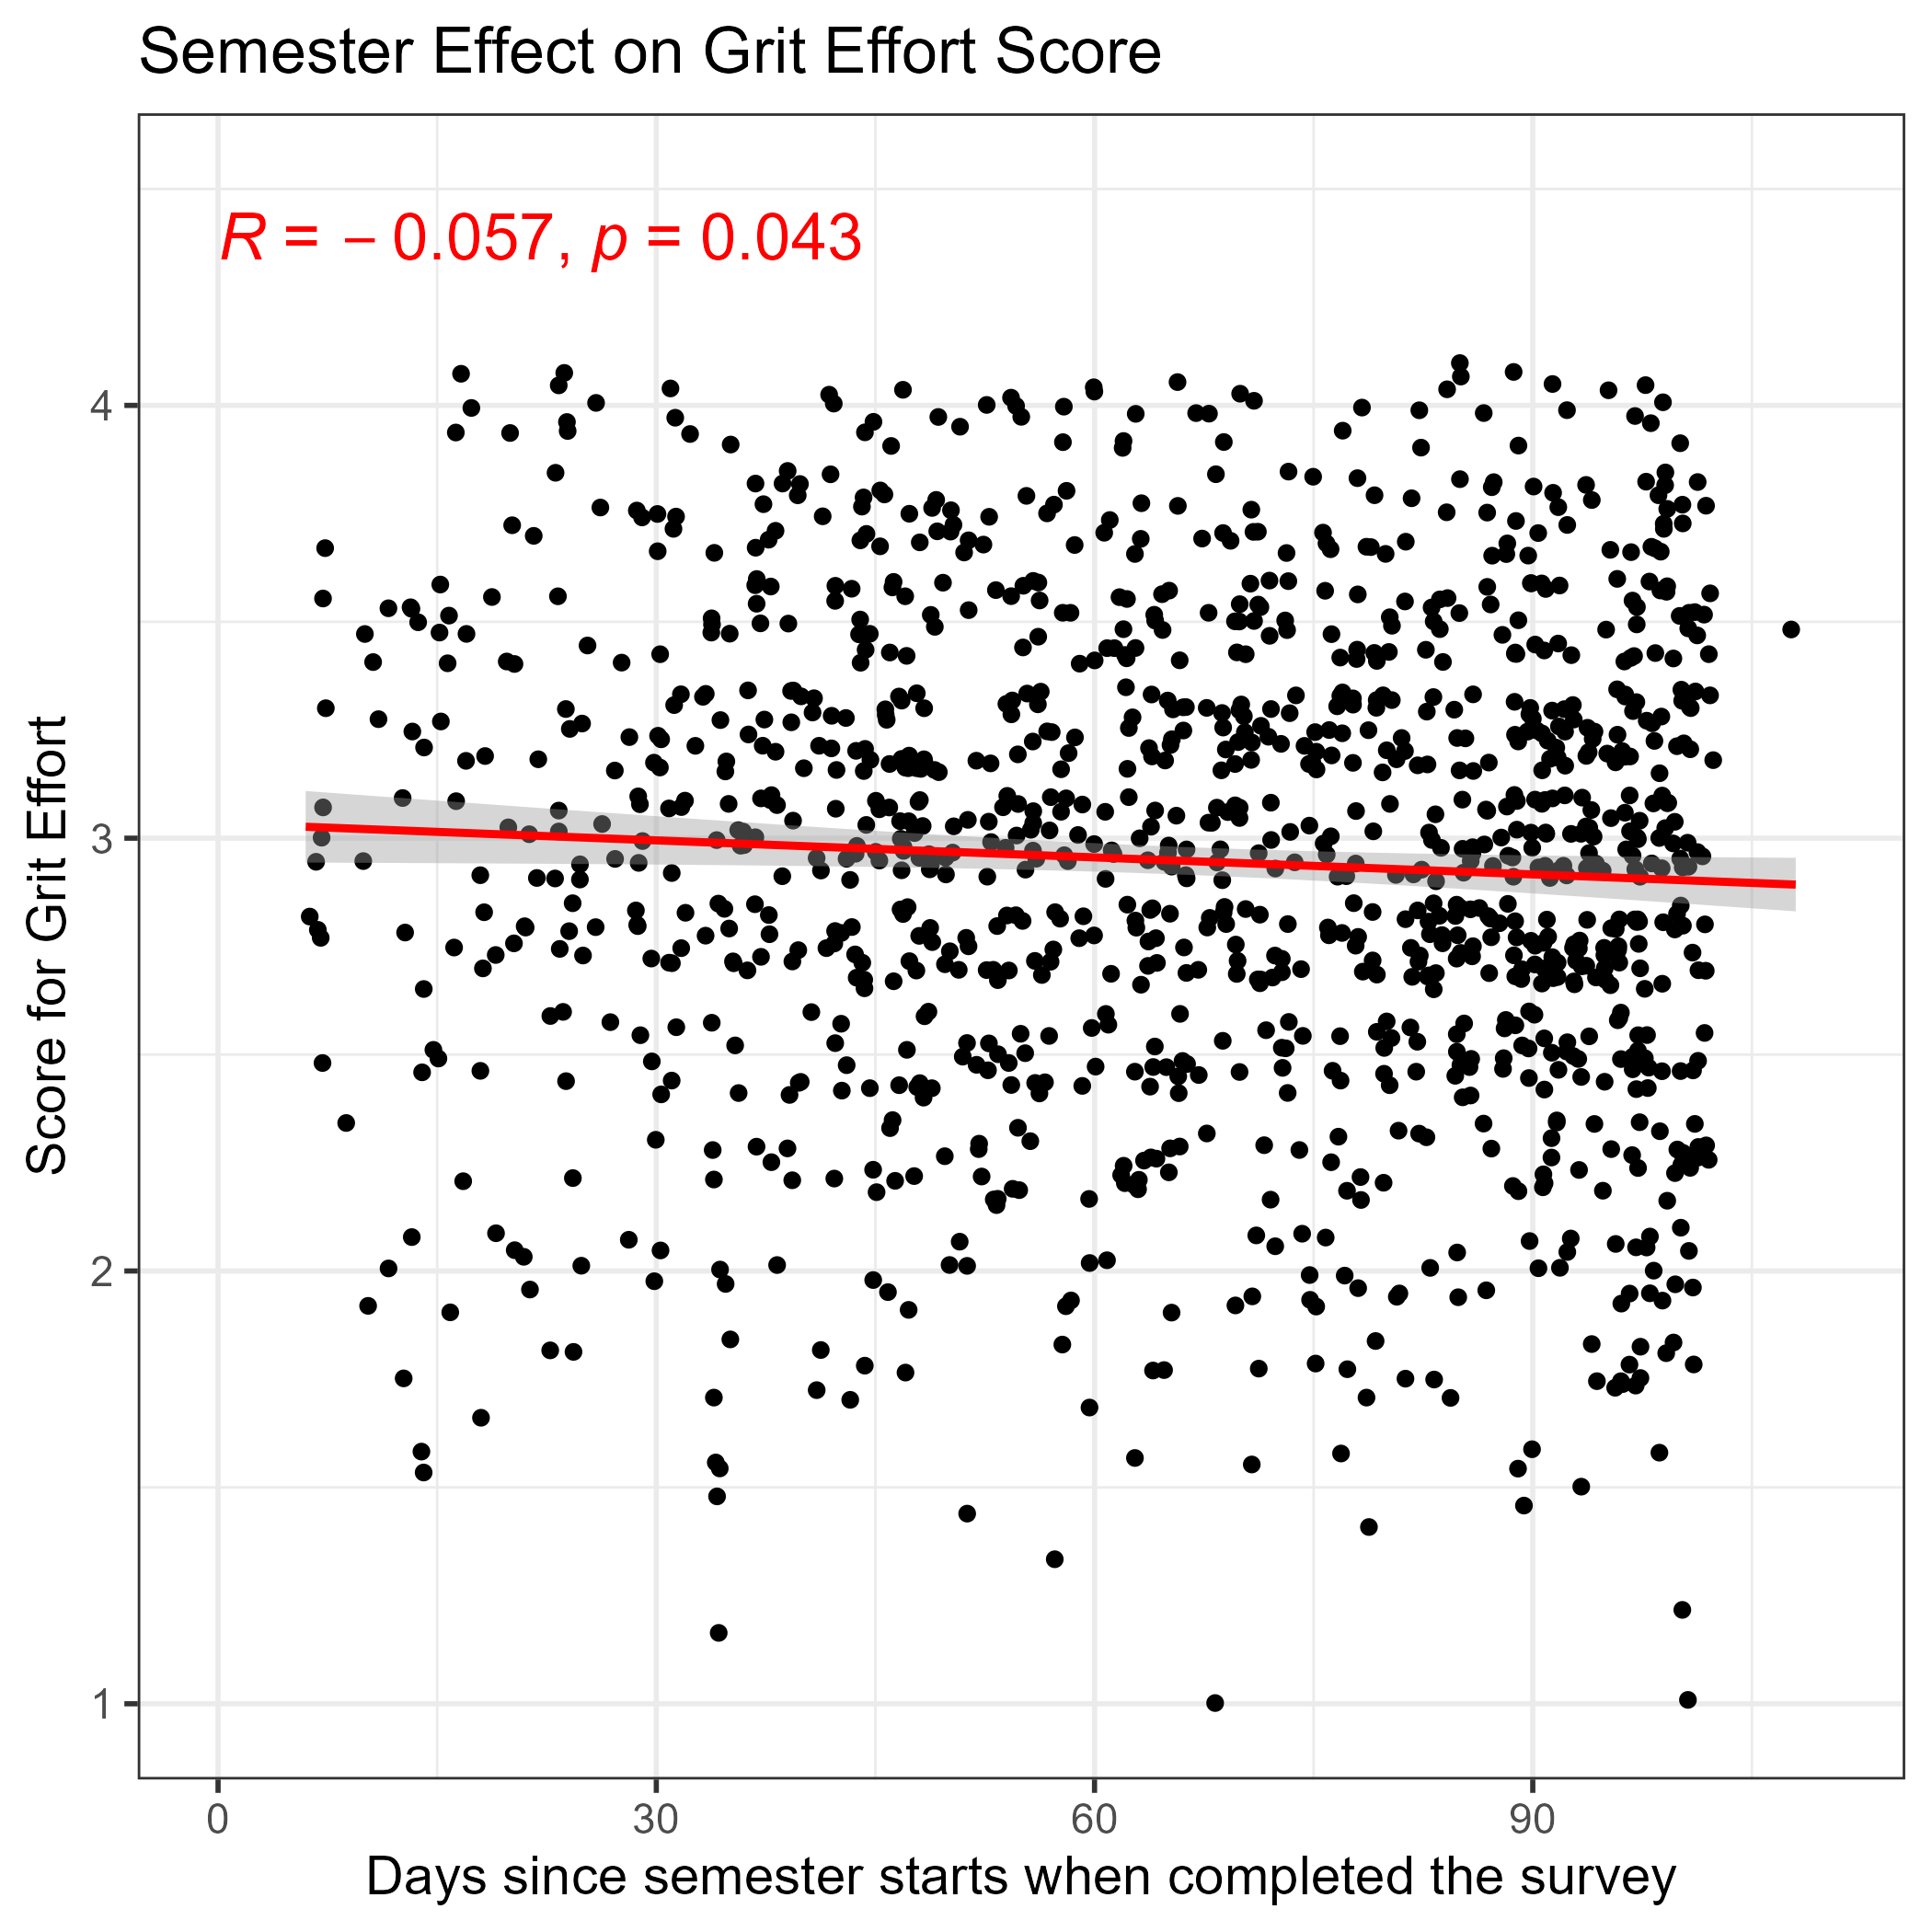 Semester Effect on Grit Effort Score
R = − 0.057, p = 0.043
4
3
2
1
Score for Grit Effort
0 30 60 90
Days since semester starts when completed the survey